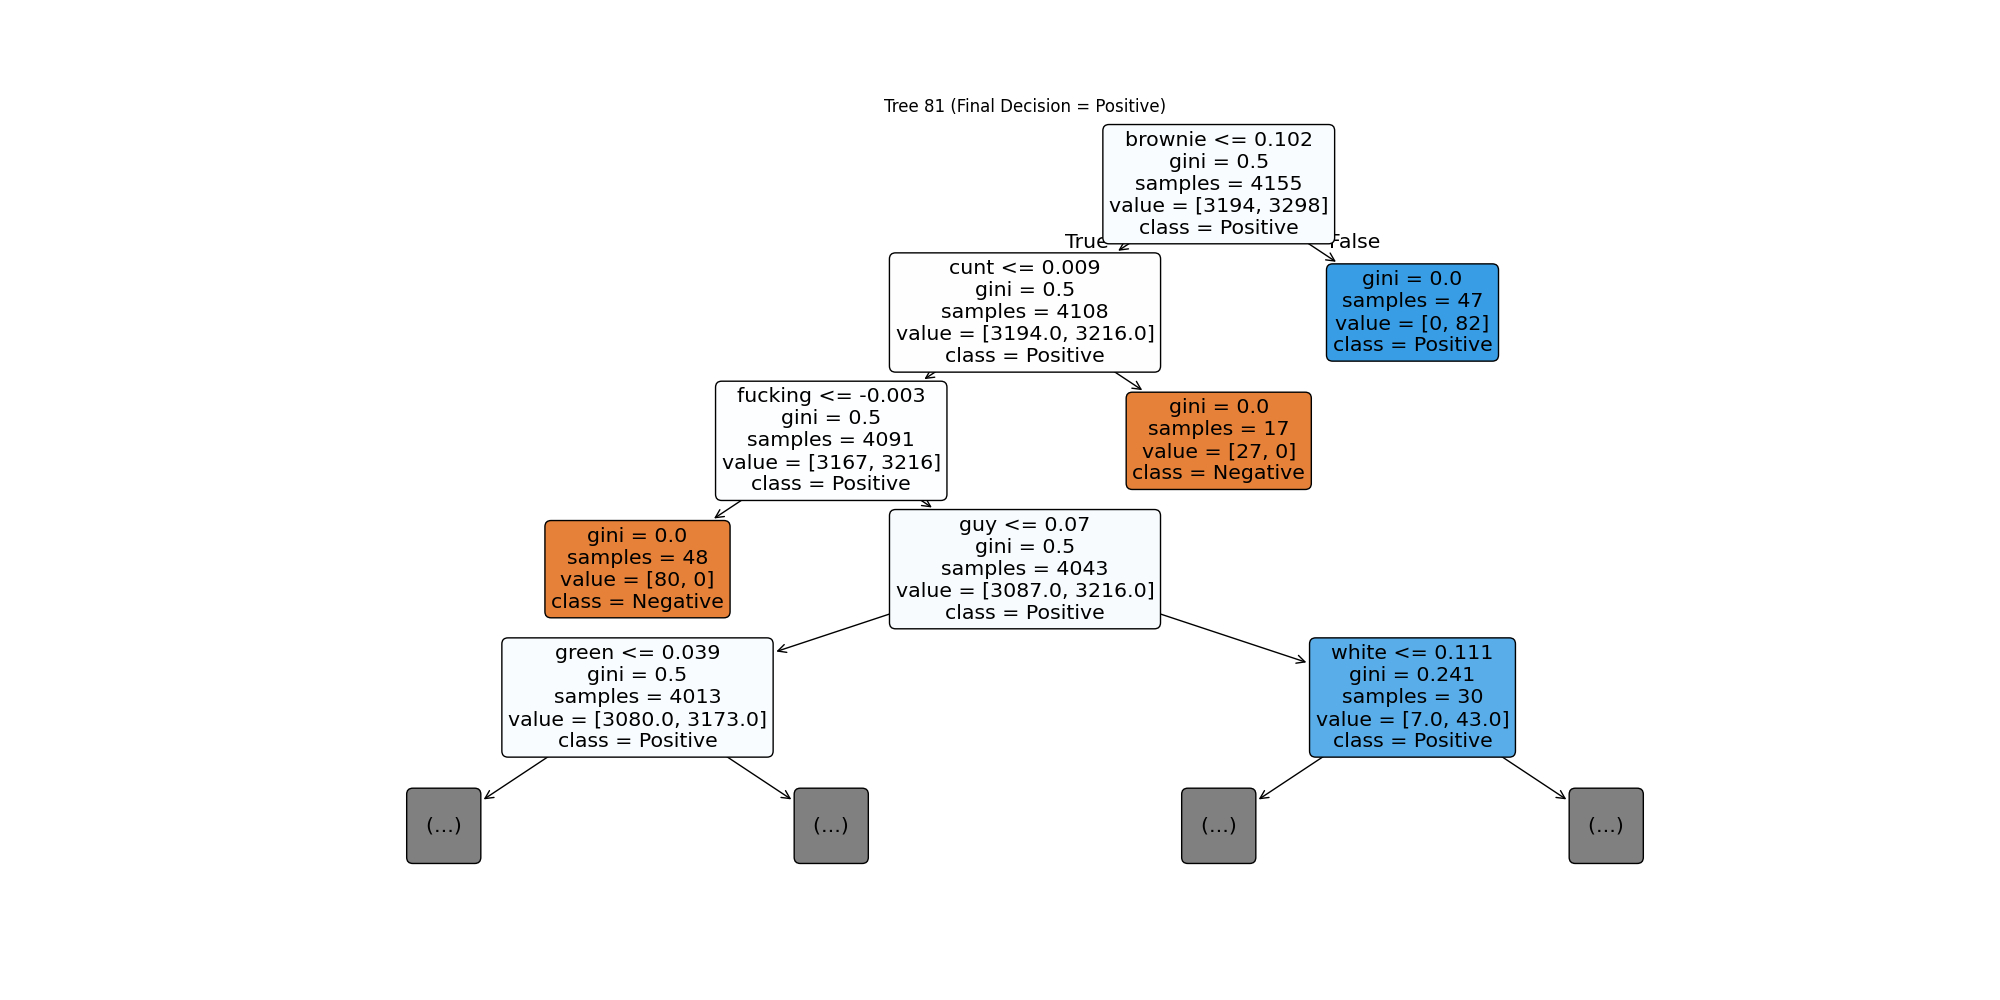 Tree 81 (Final Decision = Positive)
brownie <= 0.102
gini = 0.5
samples = 4155
value = [3194, 3298]
class = Positive
True
False
cunt <= 0.009
gini = 0.5
samples = 4108
value = [3194.0, 3216.0]
class = Positive
gini = 0.0
samples = 47
value = [0, 82]
class = Positive
fucking <= -0.003
gini = 0.5
samples = 4091
value = [3167, 3216]
class = Positive
gini = 0.0
samples = 17
value = [27, 0]
class = Negative
gini = 0.0
samples = 48
value = [80, 0]
class = Negative
guy <= 0.07
gini = 0.5
samples = 4043
value = [3087.0, 3216.0]
class = Positive
green <= 0.039
gini = 0.5
samples = 4013
value = [3080.0, 3173.0]
class = Positive
white <= 0.111
gini = 0.241
samples = 30
value = [7.0, 43.0]
class = Positive
(...)
(...)
(...)
(...)